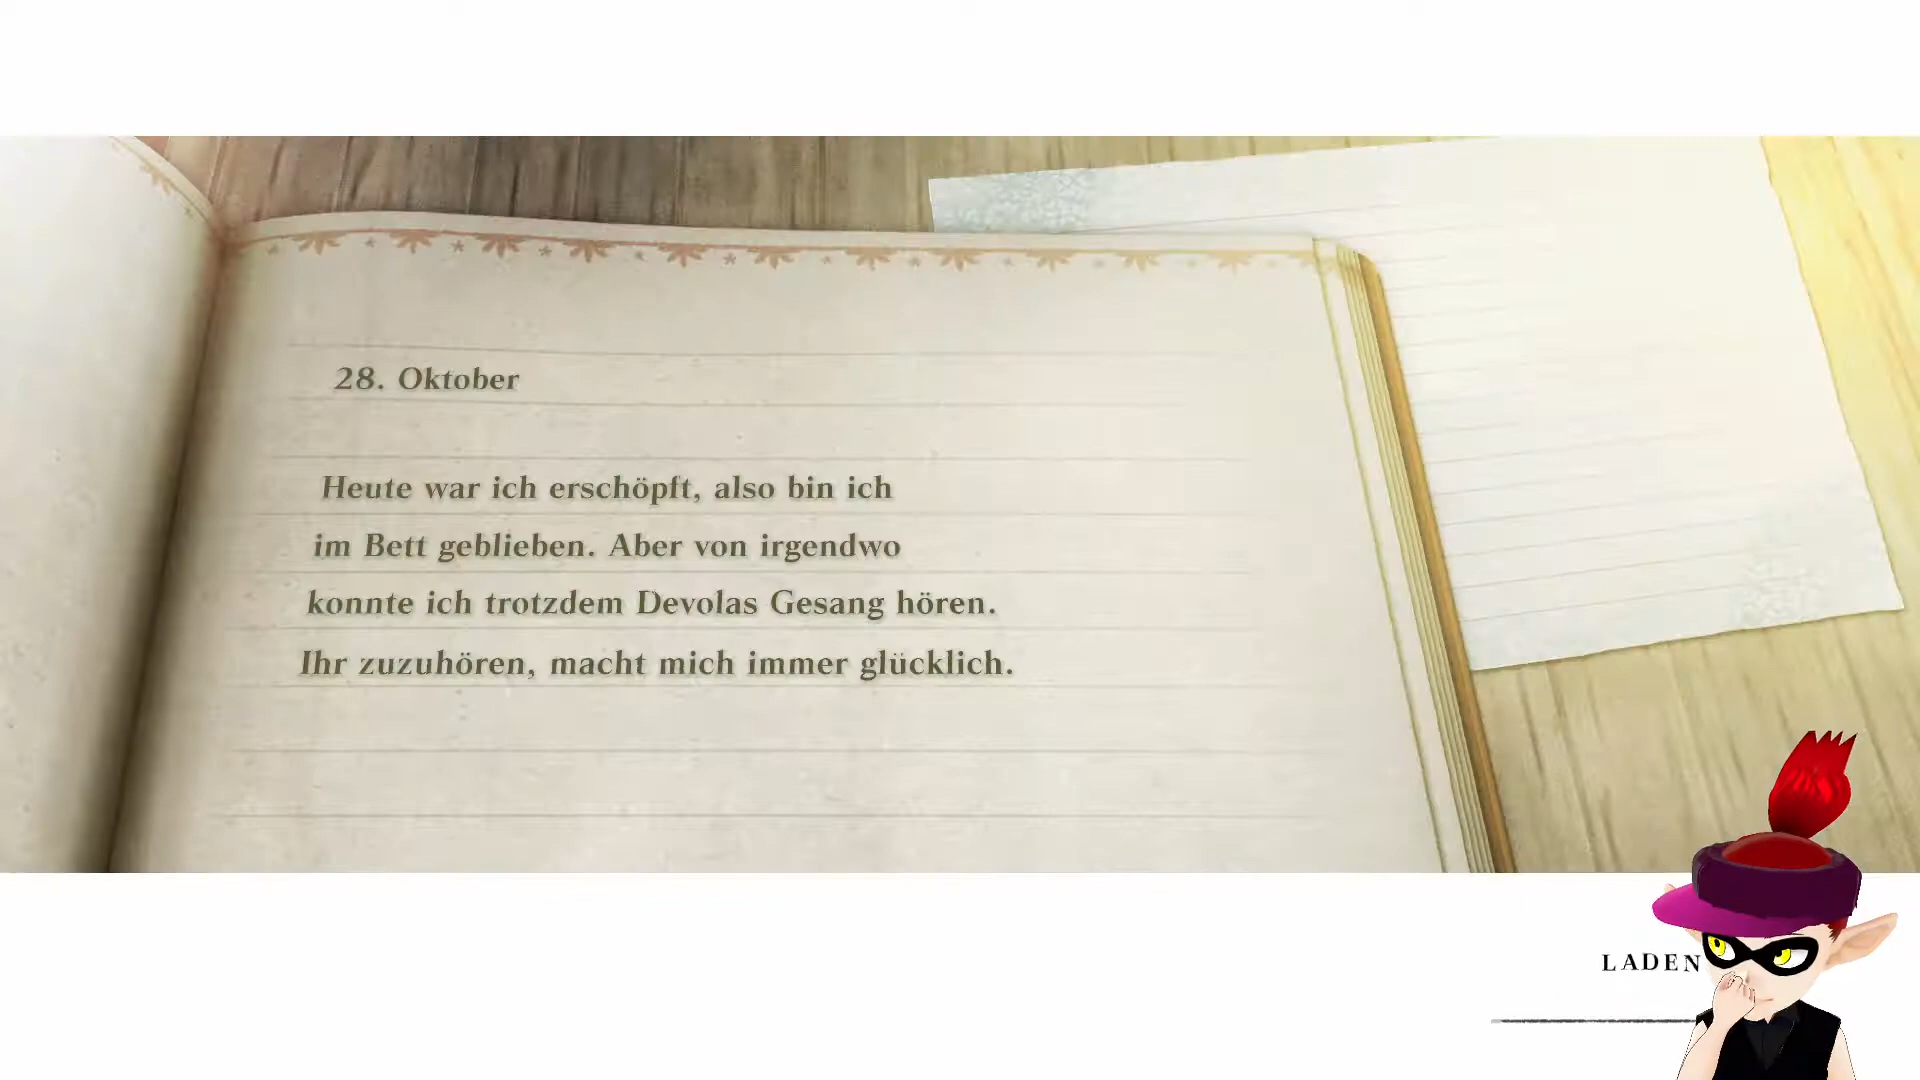 28. Oktober
Heute war ich erschöpft, also bin ich
im Bett geblieben. Aber von irgendwo
konnte ich trotzdem Devolas Gesang hören.
Ihr zuzuhören, macht mich immer glücklich.
LADEN